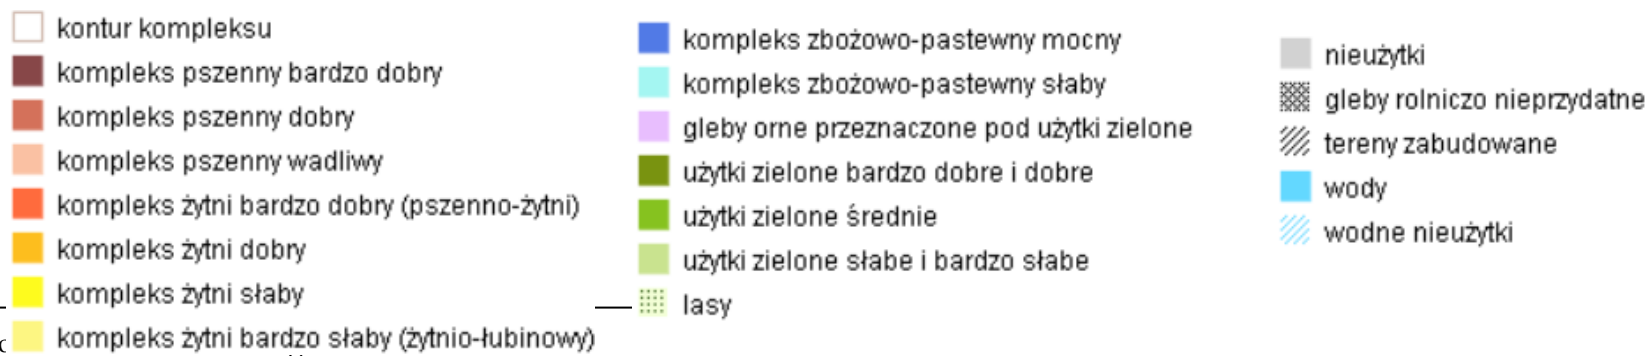 kontur kompleksu
kompleks pszenny bardzo dobry
kompleks pszenny dobry
kompleks pszenny wadliwy
kompleks żytni bardzo dobry (pszenno-żytni)
kompleks żytni dobry
kompleks żytni słaby
kompleks żytni bardzo słaby (żytnio-łubinowy)
kompleks zbożowo-pastewny mocny
kompleks zbożowo-pastewny słaby
gleby orne przeznaczone pod użytki zielone
użytki zielone bardzo dobre i dobre
użytki zielone średnie
użytki zielone słabe i bardzo słabe
lasy
nieużytki
gleby rolniczo nieprzydatne
tereny zabudowane
wody
wodne nieużytki